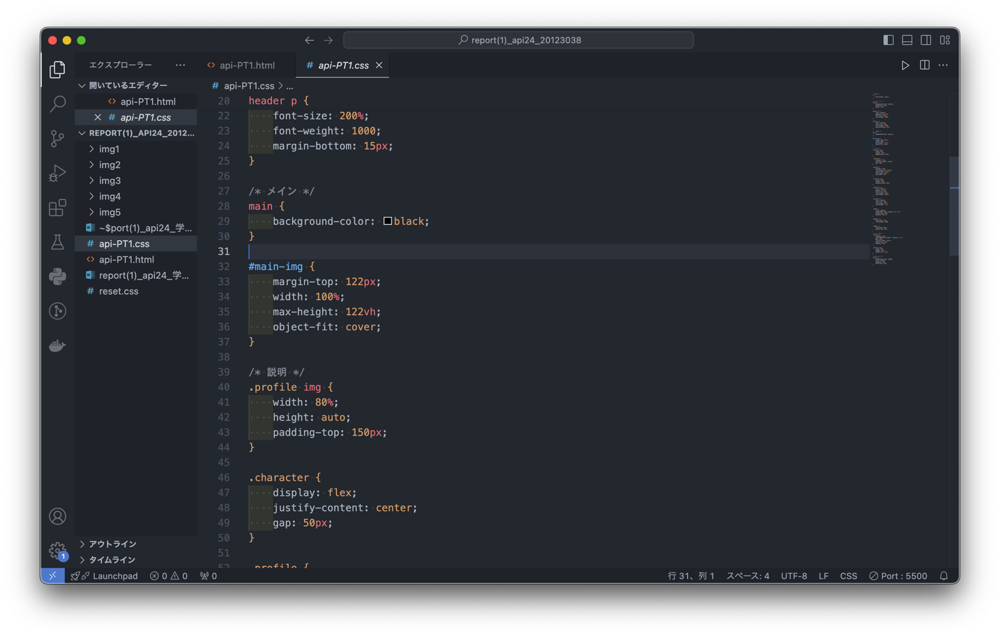 report(1)_api24_20123038
エクスプローラー
api-PT1.html
# api-PT1.css
開いているエディター
api-PT1.html
# api-PT1.css
REPORT(1)_API24_2012...
img1
img2
img3
img4
img5
~$port(1)_api24_学...
# api-PT1.css
api-PT1.html
report(1)_api24_学...
# reset.css
アウトライン
タイムライン
# api-PT1.css > ...
20 header p {
22 font-size: 200%;
23 font-weight: 1000;
24 margin-bottom: 15px;
25 }
26
27 /* メイン */
28 main {
29 background-color: black;
30 }
31
32 #main-img {
33 margin-top: 122px;
34 width: 100%;
35 max-height: 122vh;
36 object-fit: cover;
37 }
38
39 /* 説明 */
40 .profile img {
41 width: 80%;
42 height: auto;
43 padding-top: 150px;
44 }
45
46 .character {
47 display: flex;
48 justify-content: center;
49 gap: 50px;
50 }
51
52 .profile {
1
Launchpad 0 0 0
行 31、列 1 スペース: 4 UTF-8 LF CSS Port : 5500